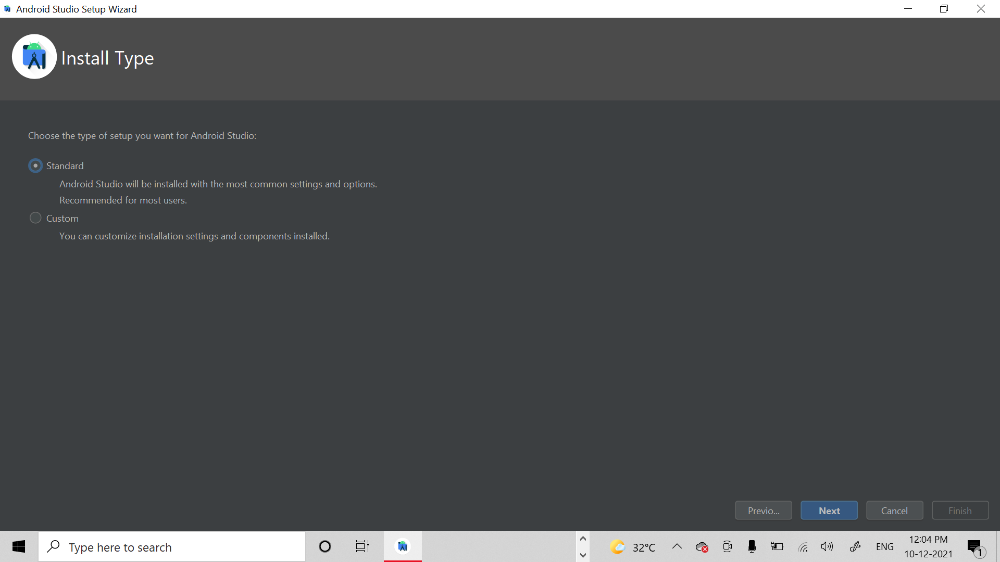 Android Studio Setup Wizard
Install Type
Choose the type of setup you want for Android Studio:
Standard
Android Studio will be installed with the most common settings and options.
Recommended for most users.
Custom
You can customize installation settings and components installed.
Previo...
Next
Cancel
Finish
Type here to search
32°C
ENG
12:04 PM
10-12-2021
1